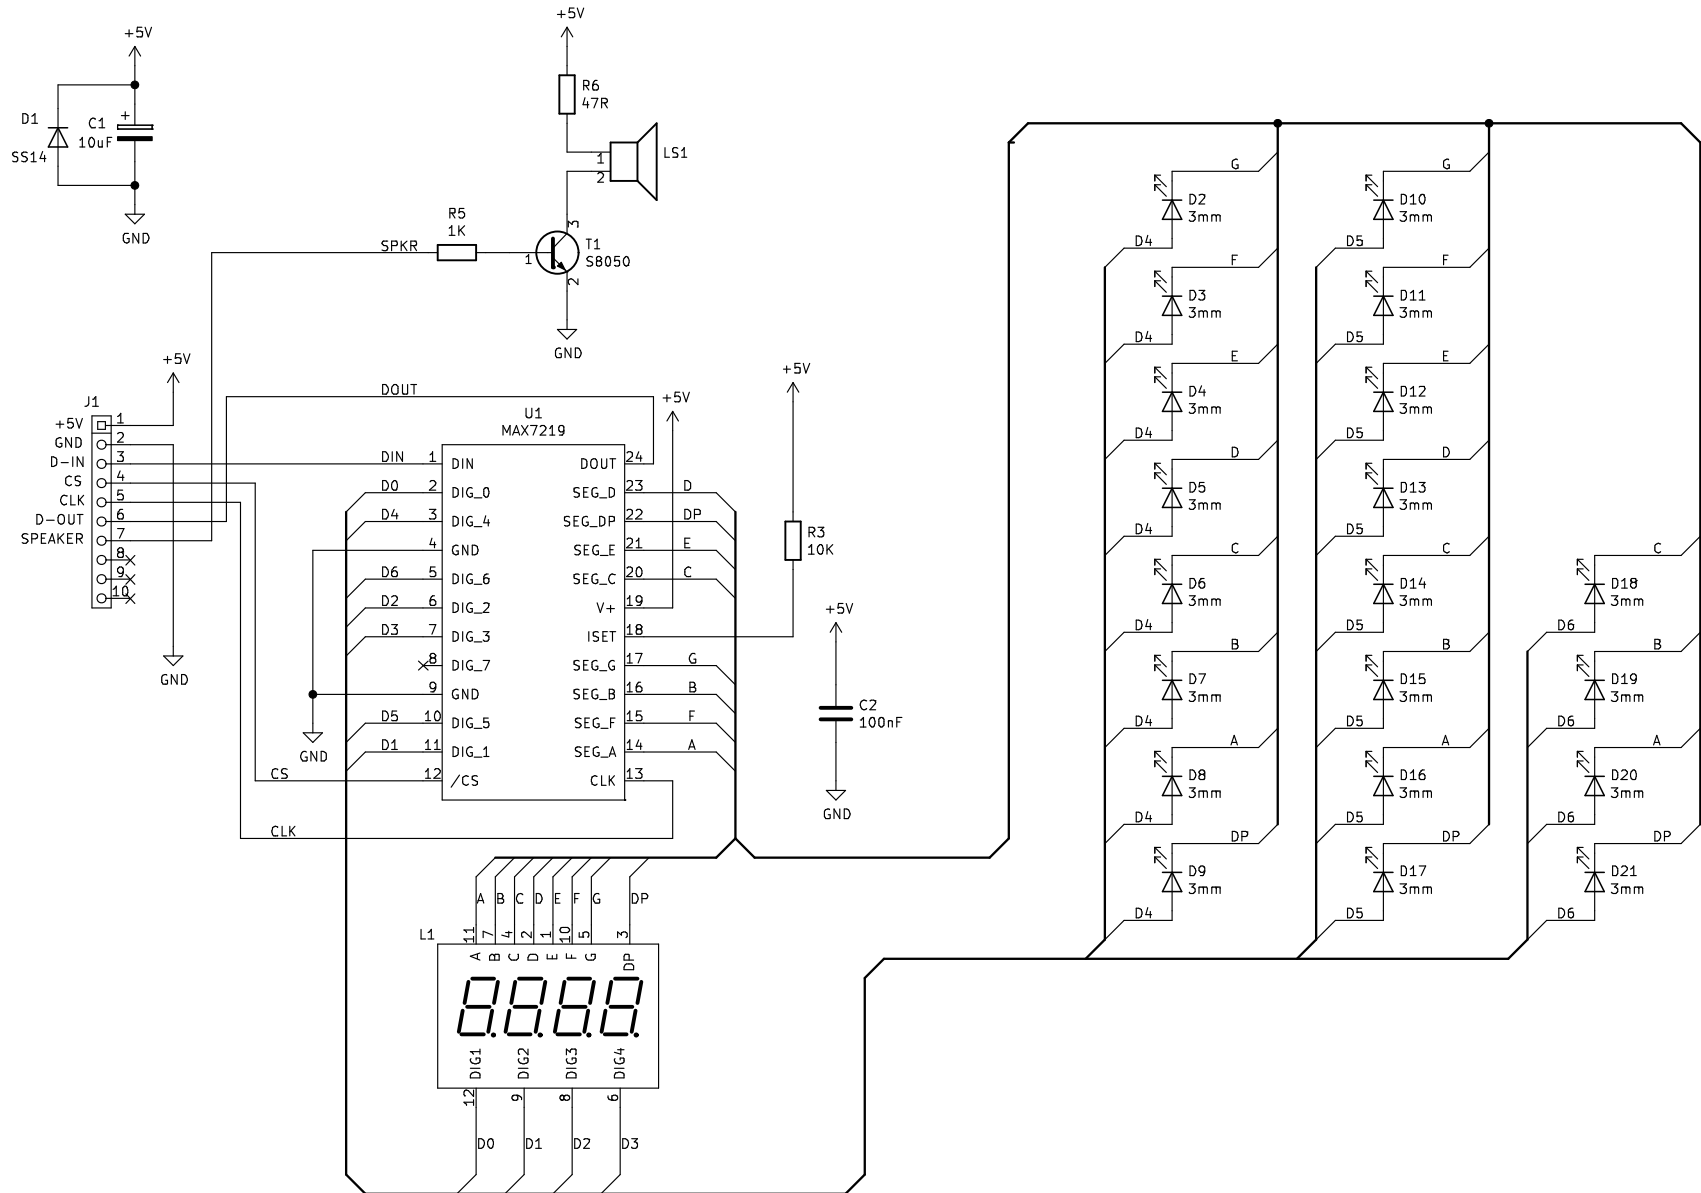 +5V
D1
SS14
C1
10uF
+
GND
+5V
R6
47R
1
2
LS1
R5
1K
SPKR
1
3
T1
S8050
2
GND
+5V
J1
+5V 1
GND 2
D-IN 3
CS 4
CLK 5
D-OUT 6
SPEAKER 7
8
9
10
GND
DOUT
U1
MAX7219
+5V
DIN 1 DIN
D0 2 DIG_0
D4 3 DIG_4
4 GND
D6 5 DIG_6
D2 6 DIG_2
D3 7 DIG_3
8 DIG_7
9 GND
D5 10 DIG_5
D1 11 DIG_1
CS 12 /CS
GND
CLK
DOUT 24
SEG_D 23 D
SEG_DP 22 DP
SEG_E 21 E
SEG_C 20 C
V+ 19
ISET 18
SEG_G 17 G
SEG_B 16 B
SEG_F 15 F
SEG_A 14 A
CLK 13
+5V
R3
10K
+5V
C2
100nF
GND
A B C D E F G DP
L1
11 7 4 2 1 10 5 3
A B C D E F G DP
8.8.8.8.
DIG1 DIG2 DIG3 DIG4
12 9 8 6
D0 D1 D2 D3
G
D2
3mm
D4
F
D3
3mm
D4
E
D4
3mm
D4
D
D5
3mm
D4
C
D6
3mm
D4
B
D7
3mm
D4
A
D8
3mm
D4
DP
D9
3mm
D4
G
D10
3mm
D5
F
D11
3mm
D5
E
D12
3mm
D5
D
D13
3mm
D5
C
D14
3mm
D5
B
D15
3mm
D5
A
D16
3mm
D5
DP
D17
3mm
D5
C
D18
3mm
D6
B
D19
3mm
D6
A
D20
3mm
D6
DP
D21
3mm
D6